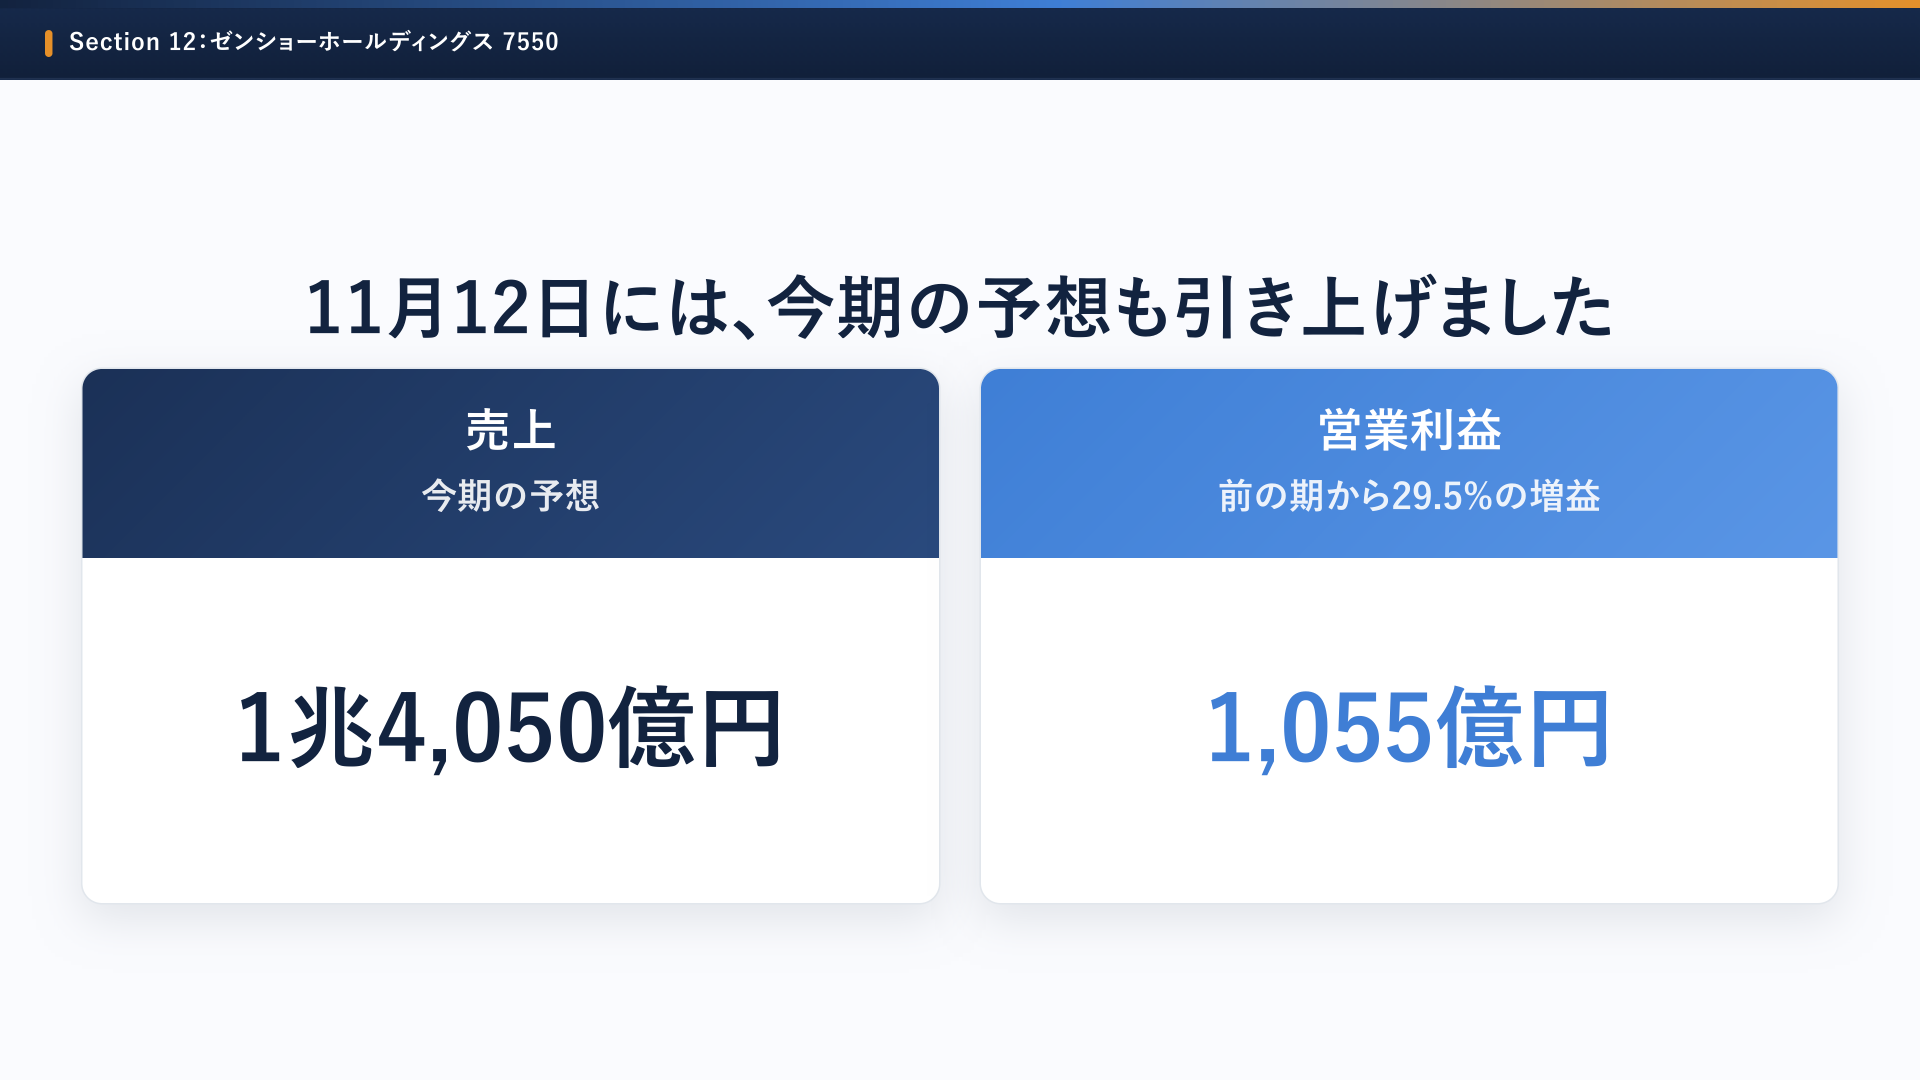 Section 12：ゼンショーホールディングス 7550
11月12日には、今期の予想も引き上げました
売上
今期の予想
1兆4,050億円
営業利益
前の期から29.5%の増益
1,055億円